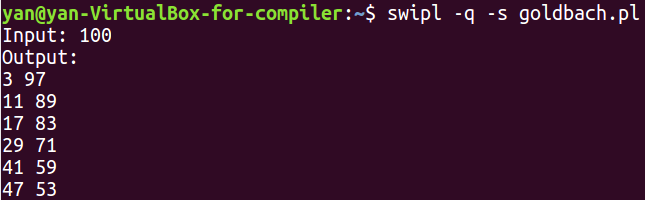 yan@yan-VirtualBox-for-compiler:~$ swipl -q -s goldbach.pl
Input: 100
Output:
3 97
11 89
17 83
29 71
41 59
47 53